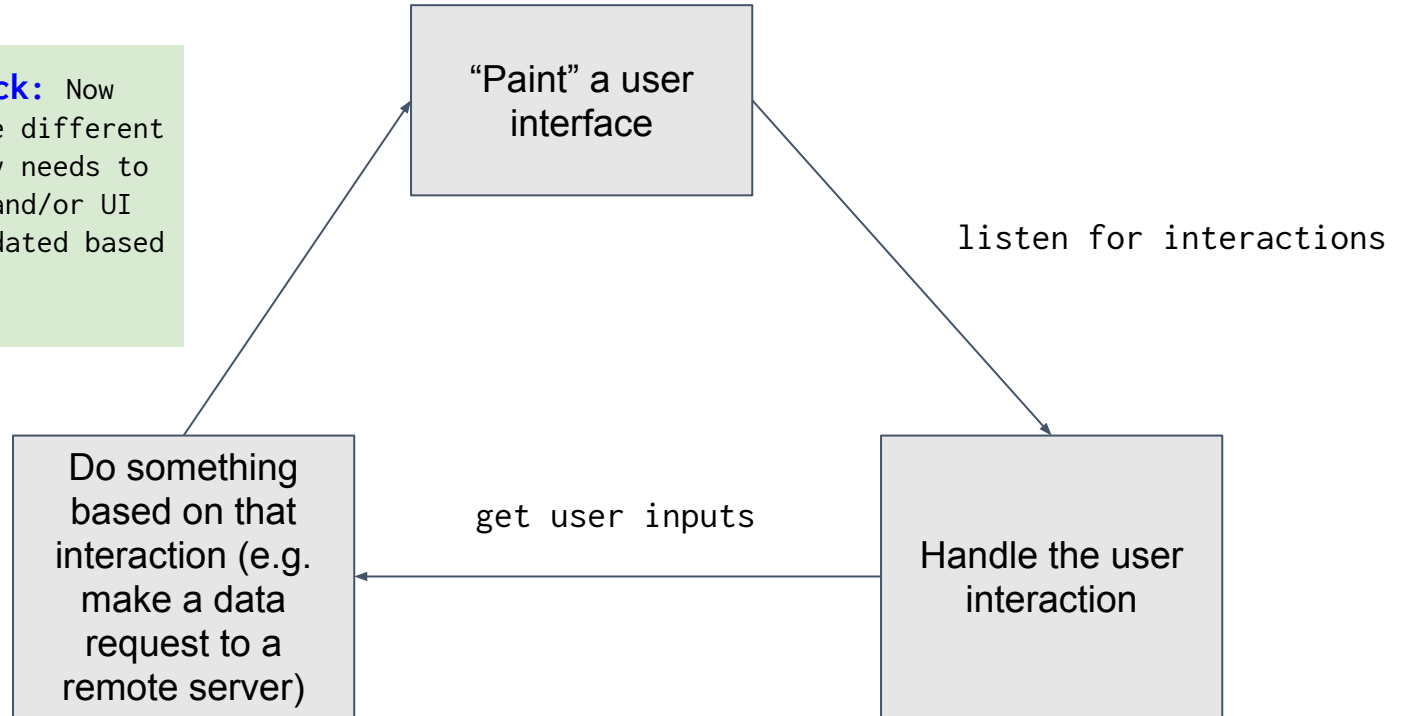 “Paint” a user
interface
ck: Now
e different
needs to
and/or UI
dated based
listen for interactions
Do something
based on that
interaction (e.g.
make a data
request to a
remote server)
get user inputs
Handle the user
interaction